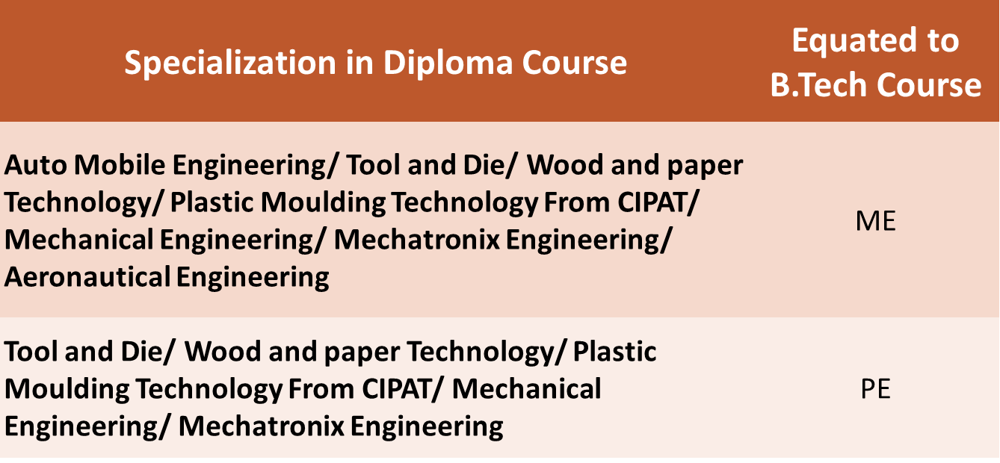 Specialization in Diploma Course
Equated to
B.Tech Course
Auto Mobile Engineering/ Tool and Die/ Wood and paper
Technology/ Plastic Moulding Technology From CIPAT/
Mechanical Engineering/ Mechatronix Engineering/
Aeronautical Engineering
ME
Tool and Die/ Wood and paper Technology/ Plastic
Moulding Technology From CIPAT/ Mechanical
Engineering/ Mechatronix Engineering
PE